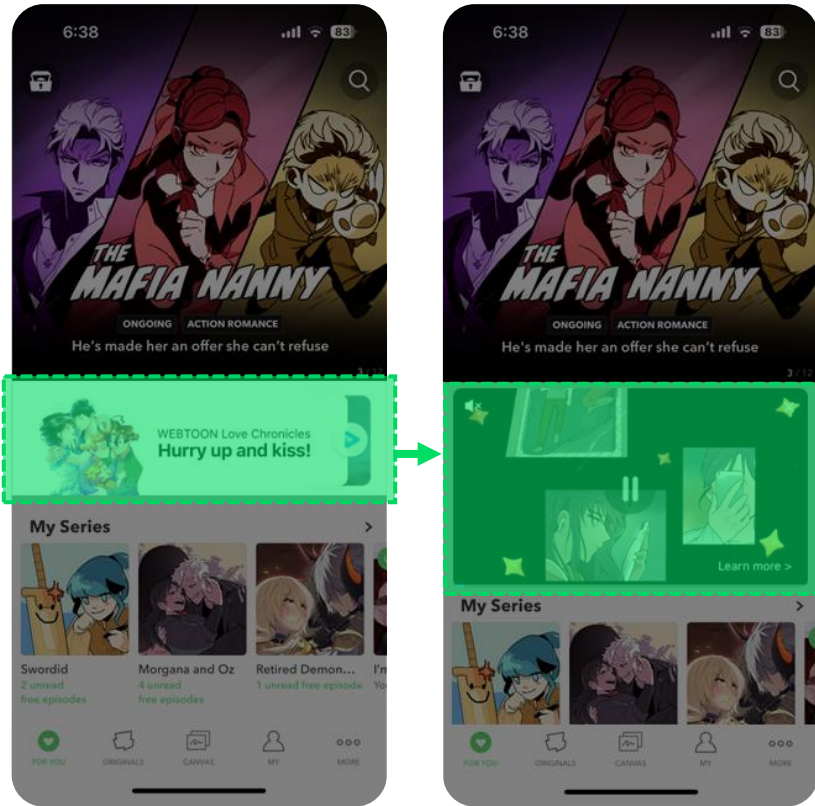 6:38
83
THE
MAFIA NANNY
ONGOING ACTION ROMANCE
He's made her an offer she can't refuse
3 / 12
WEBTOON Love Chronicles
Hurry up and kiss!
My Series >
Swordid
2 unread
free episodes
Morgana and Oz
4 unread
free episodes
Retired Demon...
1 unread free episode
I'm
You
FOR YOU
ORIGINALS
CANVAS
MY
MORE
6:38
83
THE
MAFIA NANNY
ONGOING ACTION ROMANCE
He's made her an offer she can't refuse
3 / 12
Learn more >
My Series >
FOR YOU
ORIGINALS
CANVAS
MY
MORE